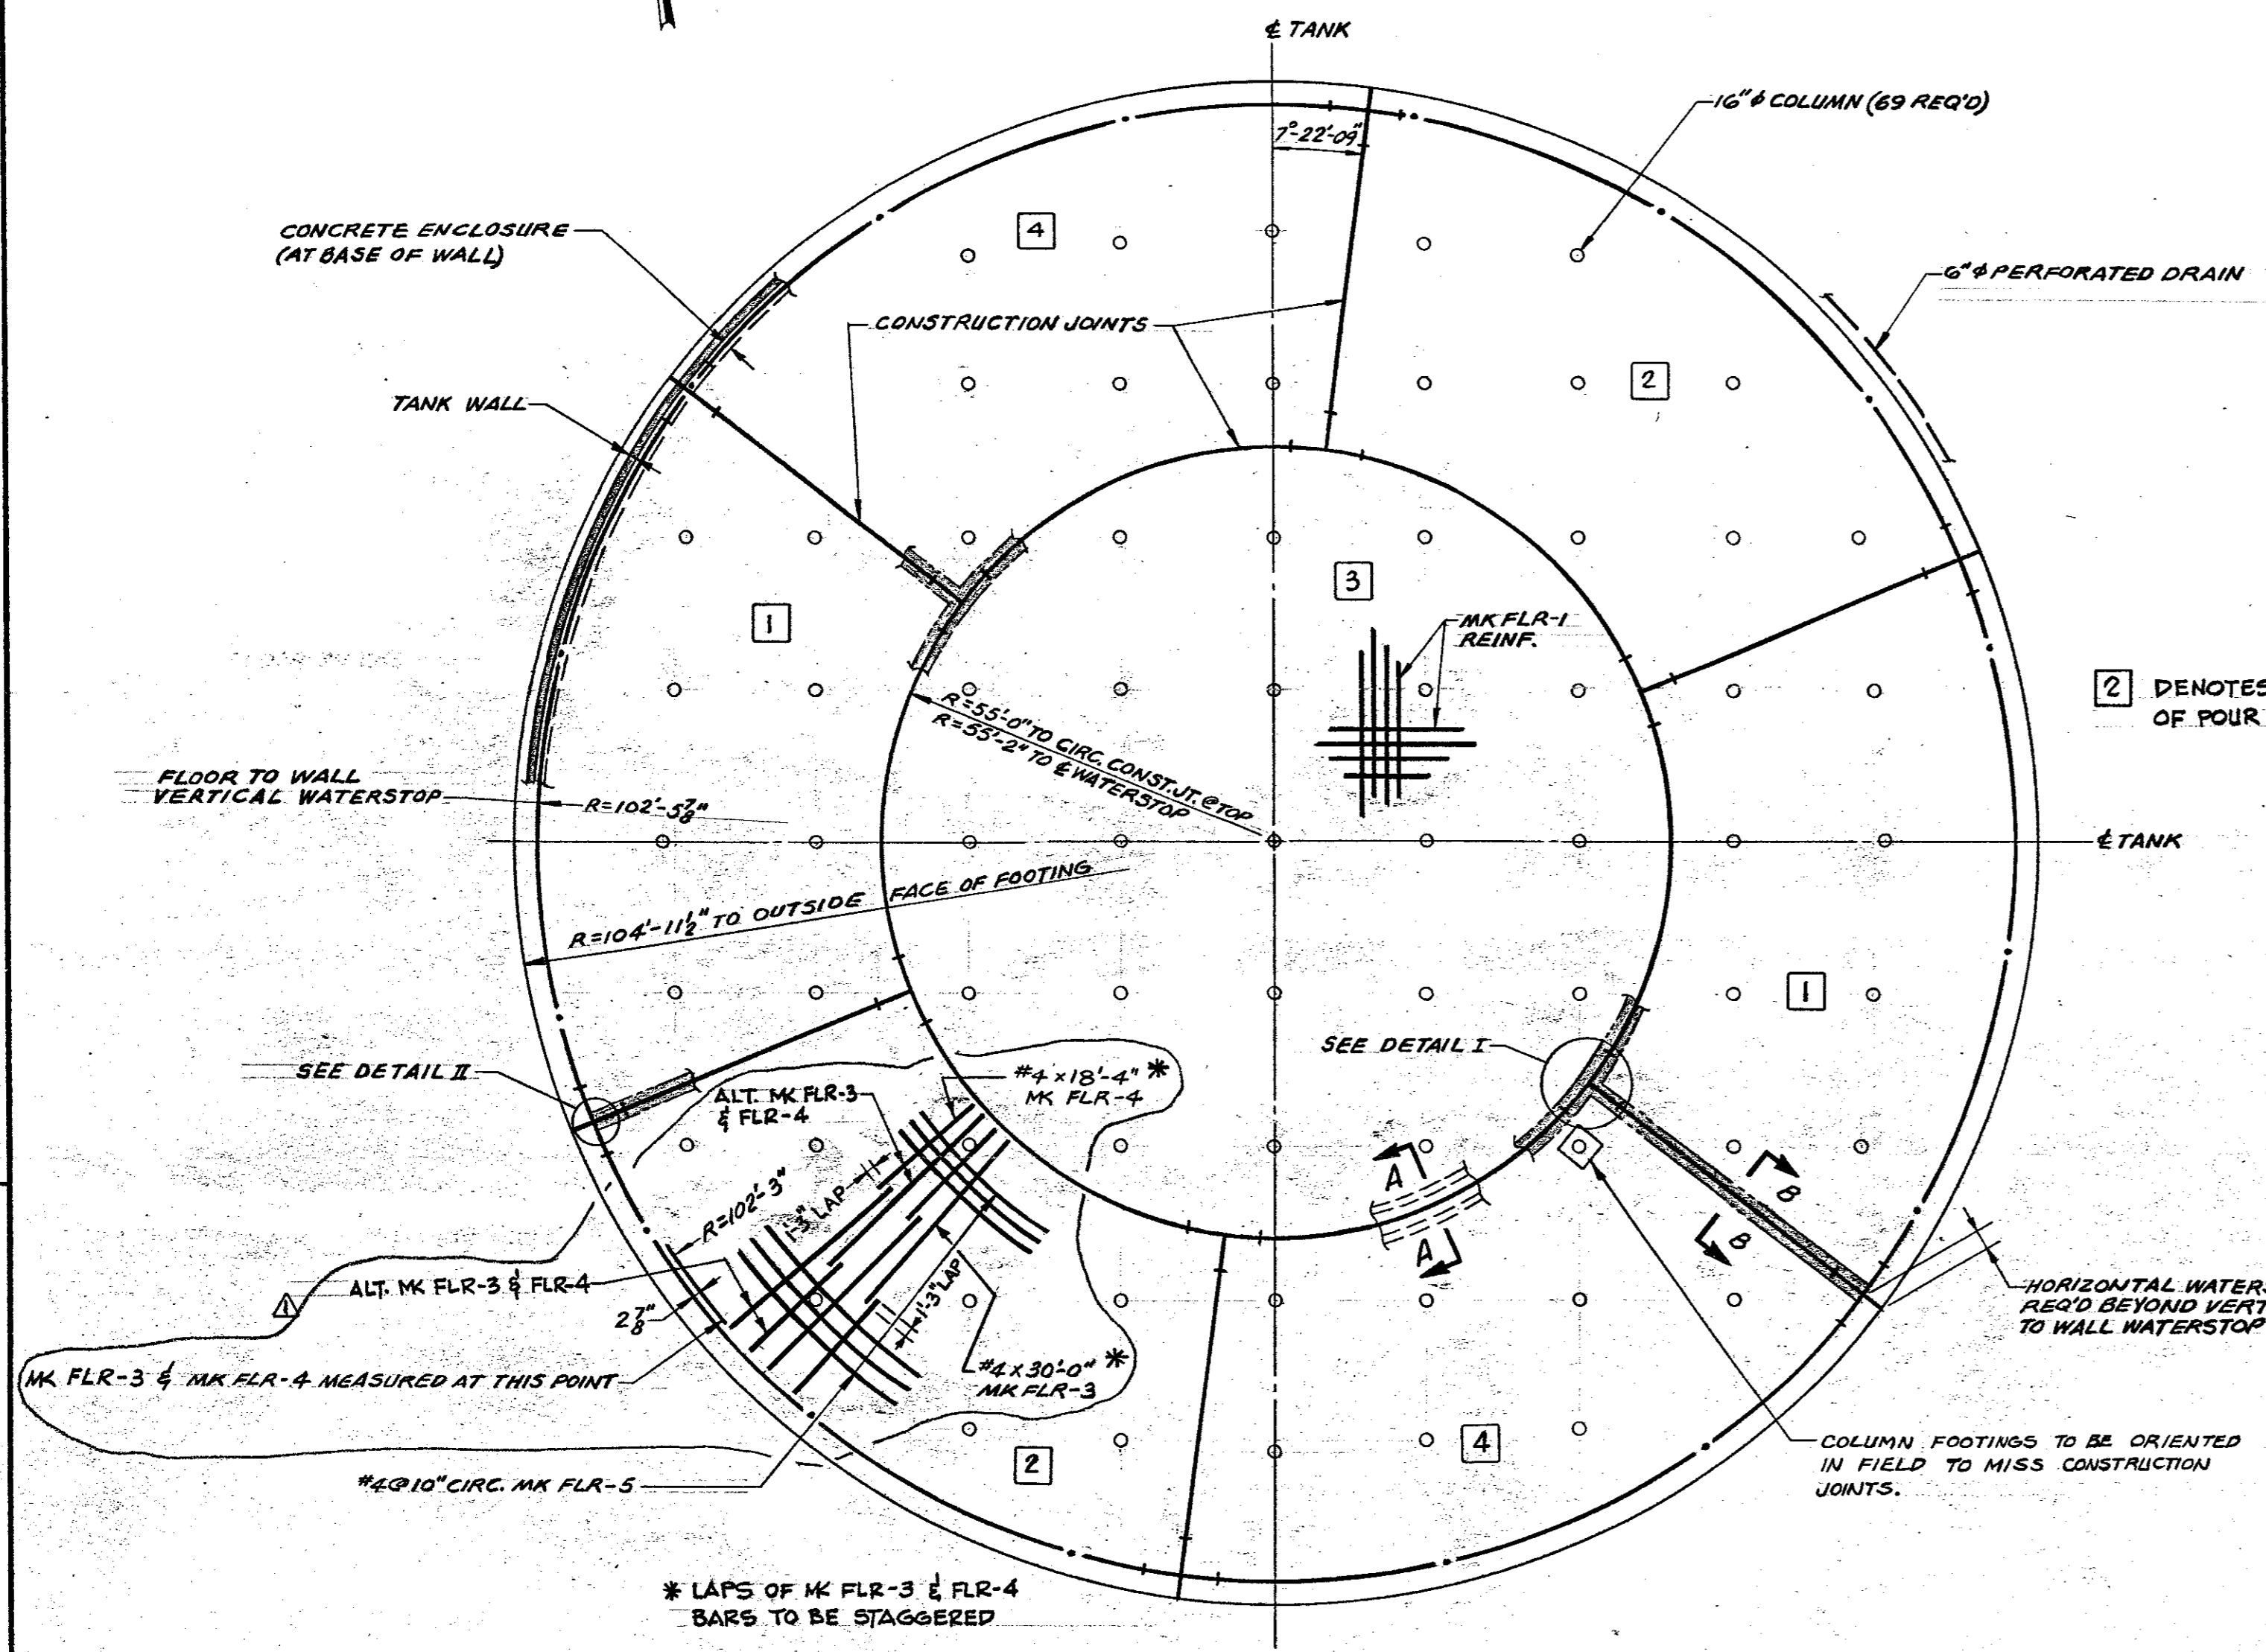 ℄ TANK
16"φ COLUMN (69 REQ'D)
7°-22'-09"
CONCRETE ENCLOSURE
(AT BASE OF WALL)
4
6"φ PERFORATED DRAIN
CONSTRUCTION JOINTS
TANK WALL
2
3
1
MK FLR-1
REINF.
2 DENOTES
OF POUR
R=55'-0" TO CIRC. CONST. JT. @ TOP
R=55'-2" TO ℄ WATERSTOP
FLOOR TO WALL
VERTICAL WATERSTOP
R=102'-5⅞"
℄ TANK
R=104'-11½" TO OUTSIDE FACE OF FOOTING
1
SEE DETAIL I
SEE DETAIL II
#4 x 18'-4" *
MK FLR-4
ALT. MK FLR-3
& FLR-4
A
B
R=102'-3"
1'-3" LAP
B
A
ALT. MK FLR-3 & FLR-4
1
2⅞"
1'-3" LAP
HORIZONTAL WATERS
REQ'D BEYOND VERT
TO WALL WATERSTOP
MK FLR-3 & MK FLR-4 MEASURED AT THIS POINT
#4 x 30'-0" *
MK FLR-3
2
4
COLUMN FOOTINGS TO BE ORIENTED
IN FIELD TO MISS CONSTRUCTION
JOINTS.
#4@10" CIRC. MK FLR-5
* LAPS OF MK FLR-3 & FLR-4
BARS TO BE STAGGERED